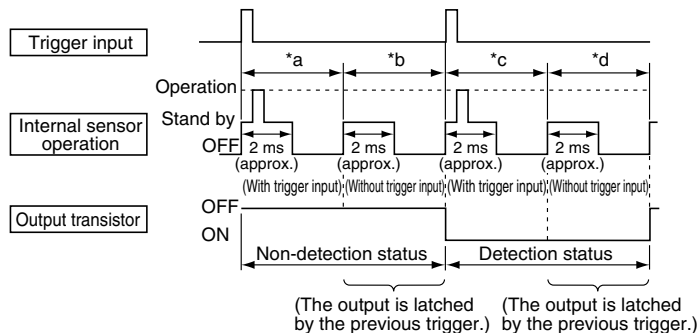 Trigger input
*a *b *c *d
Operation
Internal sensor operation
Stand by
OFF
2 ms (approx.) 2 ms (approx.) 2 ms (approx.) 2 ms (approx.)
(With trigger input) (Without trigger input) (With trigger input) (Without trigger input)
Output transistor
OFF
ON
Non-detection status Detection status
(The output is latched (The output is latched
by the previous trigger.) by the previous trigger.)